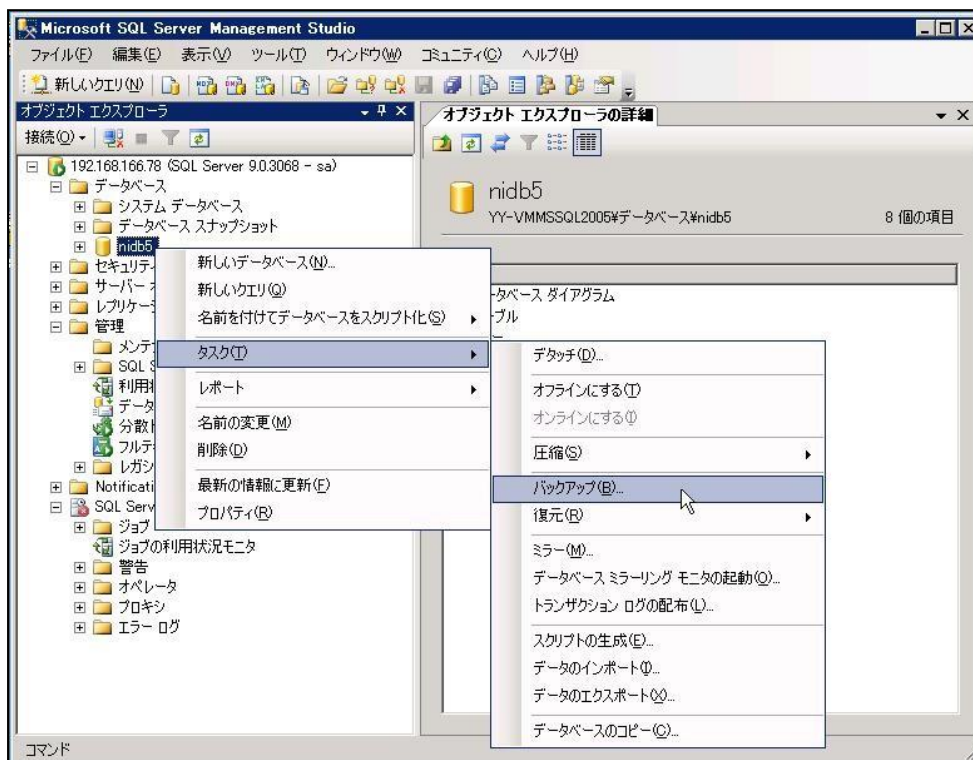 Microsoft SQL Server Management Studio
ファイル(F) 編集(E) 表示(V) ツール(T) ウィンドウ(W) コミュニティ(C) ヘルプ(H)
新しいクエリ(N)
オブジェクト エクスプローラ
接続(O)
192.168.166.78 (SQL Server 9.0.3068 - sa)
データベース
システム データベース
データベース スナップショット
nidb5
セキュリティ
サーバー オ
レプリケーシ
管理
メンテナ
SQL S
利用状
データ
分散ト
フルテ
レガシ
Notificati
SQL Serv
ジョブ
ジョブの利用状況モニタ
警告
オペレータ
プロキシ
エラー ログ
オブジェクト エクスプローラの詳細
nidb5
YY-VMMSSQL2005¥データベース¥nidb5
8 個の項目
タベース ダイアグラム
ーブル
新しいデータベース(N)...
新しいクエリ(Q)
名前を付けてデータベースをスクリプト化(S)
タスク(T)
レポート
名前の変更(M)
削除(D)
最新の情報に更新(F)
プロパティ(R)
デタッチ(D)...
オフラインにする(T)
オンラインにする(I)
圧縮(S)
バックアップ(B)...
復元(R)
ミラー(M)...
データベース ミラーリング モニタの起動(O)...
トランザクション ログの配布(L)...
スクリプトの生成(E)...
データのインポート(I)...
データのエクスポート(X)...
データベースのコピー(C)...
コマンド